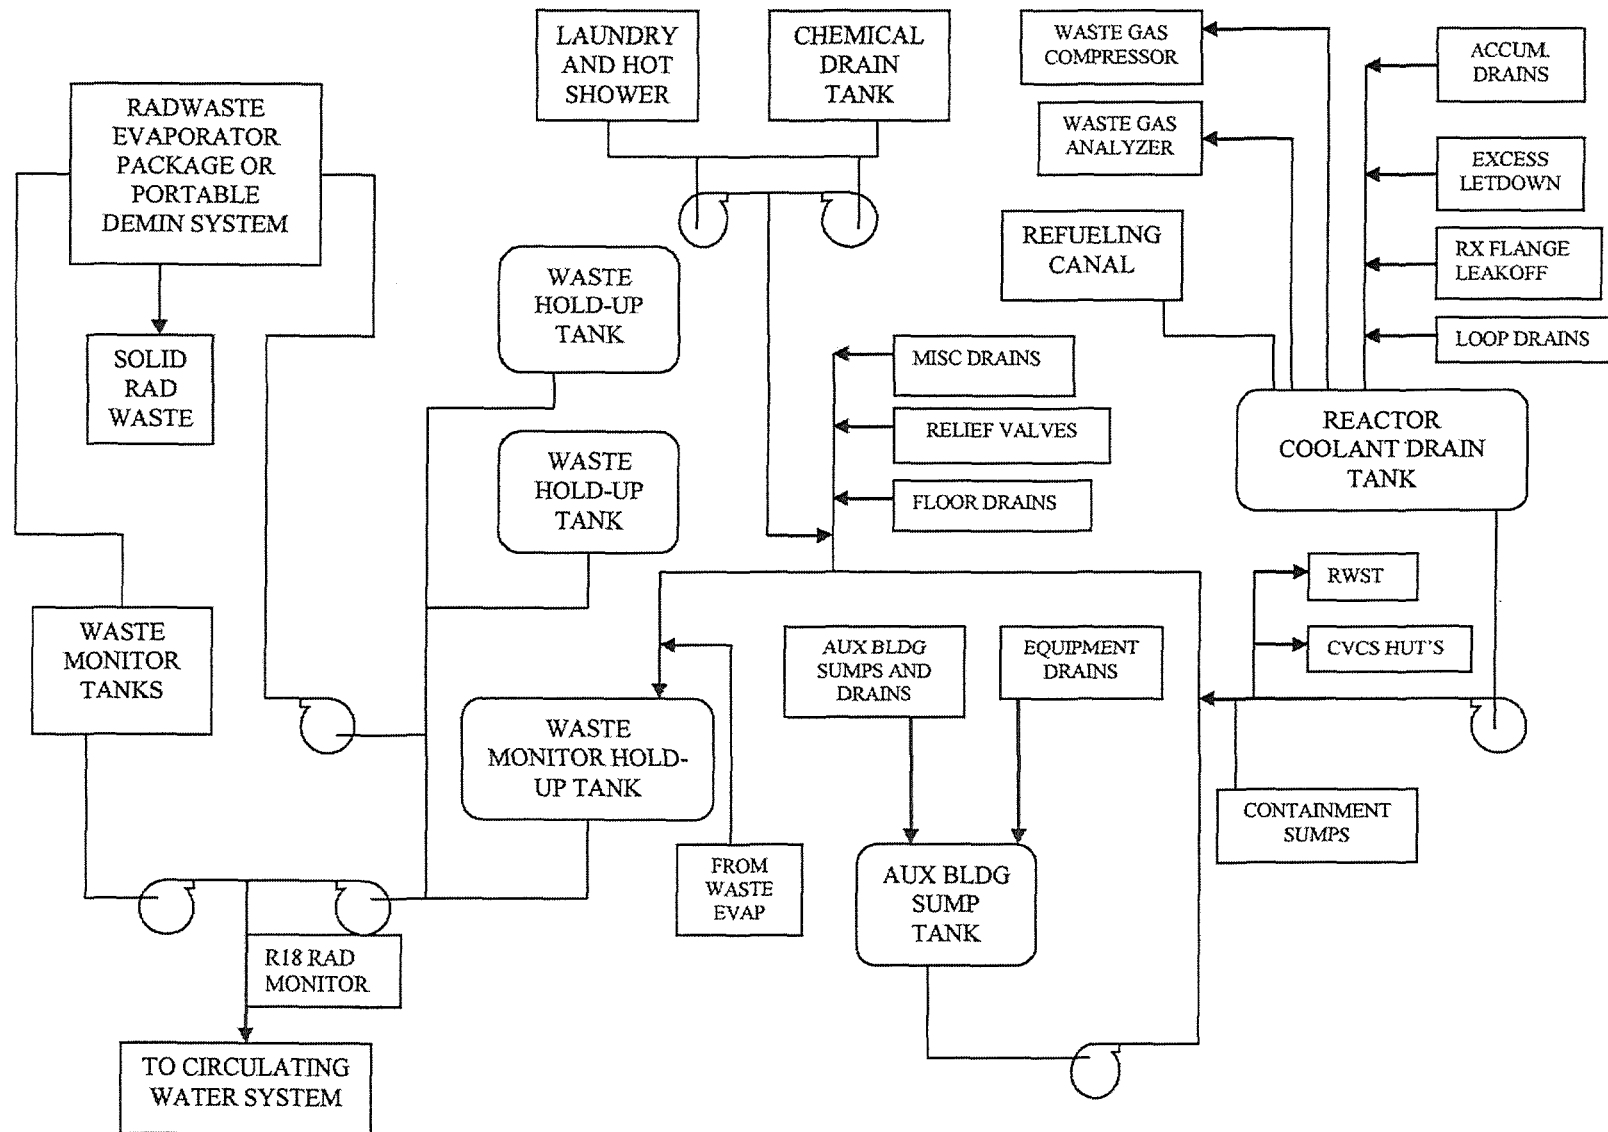 LAUNDRY
AND HOT
SHOWER
CHEMICAL
DRAIN
TANK
WASTE GAS
COMPRESSOR
ACCUM.
DRAINS
RADWASTE
EVAPORATOR
PACKAGE OR
PORTABLE
DEMIN SYSTEM
WASTE GAS
ANALYZER
EXCESS
LETDOWN
REFUELING
CANAL
RX FLANGE
LEAKOFF
WASTE
HOLD-UP
TANK
LOOP DRAINS
SOLID
RAD
WASTE
MISC DRAINS
RELIEF VALVES
FLOOR DRAINS
REACTOR
COOLANT DRAIN
TANK
WASTE
HOLD-UP
TANK
RWST
CVCS HUT'S
WASTE
MONITOR
TANKS
AUX BLDG
SUMPS AND
DRAINS
EQUIPMENT
DRAINS
WASTE
MONITOR HOLD-
UP TANK
CONTAINMENT
SUMPS
FROM
WASTE
EVAP
AUX BLDG
SUMP
TANK
R18 RAD
MONITOR
TO CIRCULATING
WATER SYSTEM